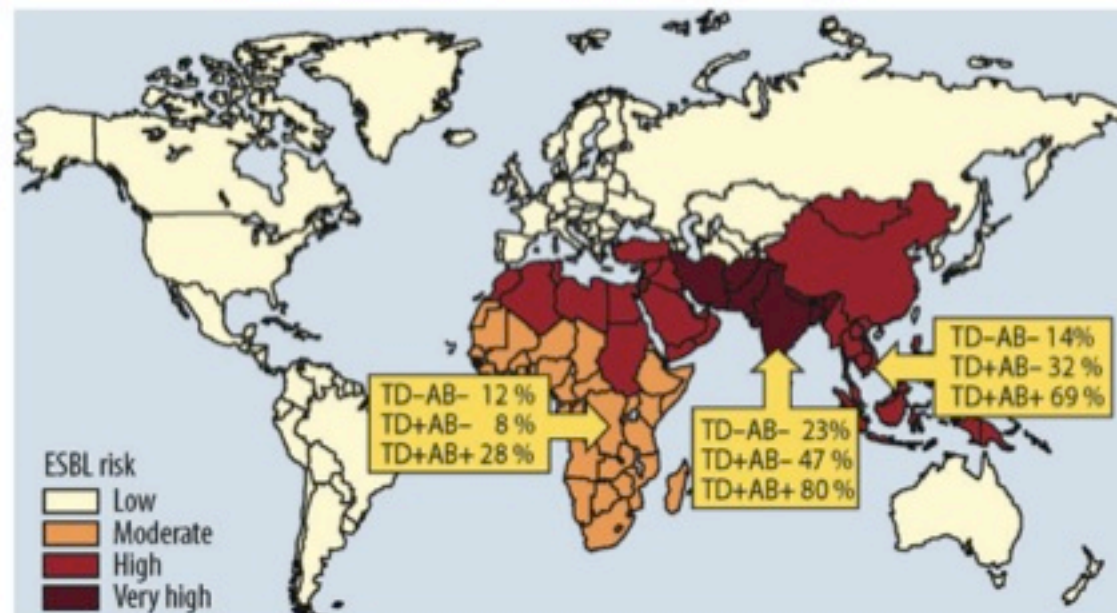 TD–AB– 14%
TD+AB– 32 %
TD+AB+ 69 %
TD–AB– 12 %
TD+AB– 8 %
TD+AB+ 28 %
TD–AB– 23%
TD+AB– 47 %
TD+AB+ 80 %
ESBL risk
Low
Moderate
High
Very high